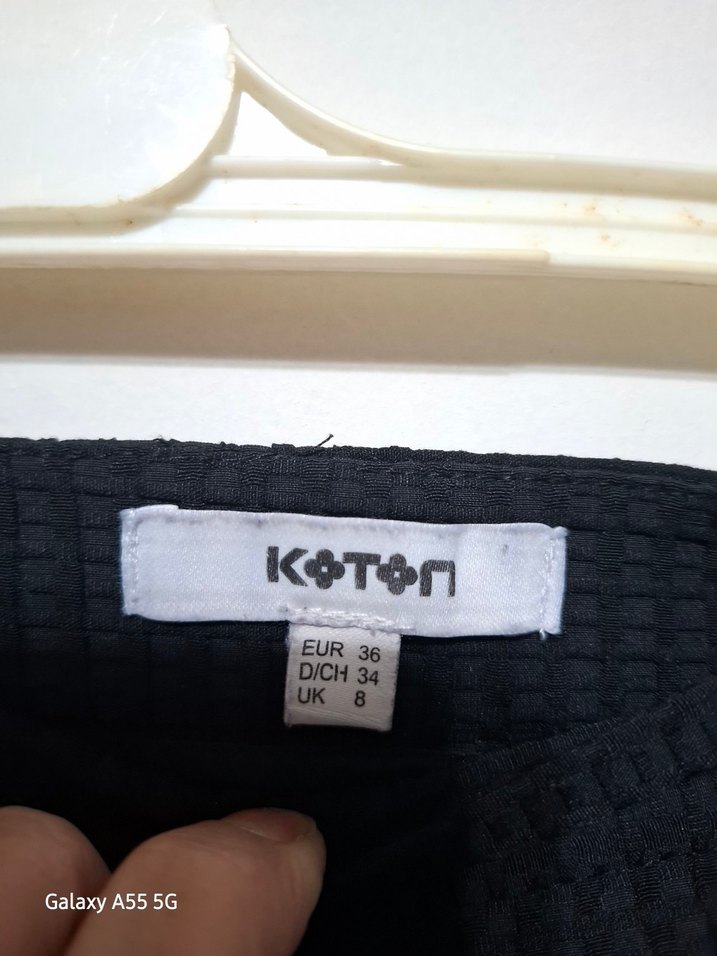 KOTON
EUR 36
D/CH 34
UK 8
Galaxy A55 5G